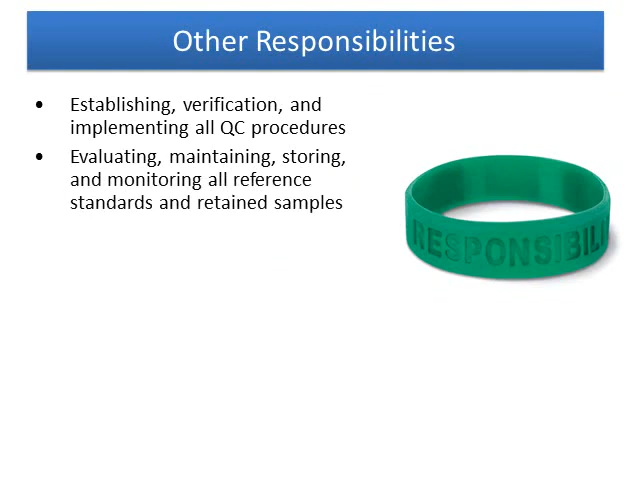 Other Responsibilities
• Establishing, verification, and
implementing all QC procedures
• Evaluating, maintaining, storing,
and monitoring all reference
standards and retained samples
RESPONSIBILI